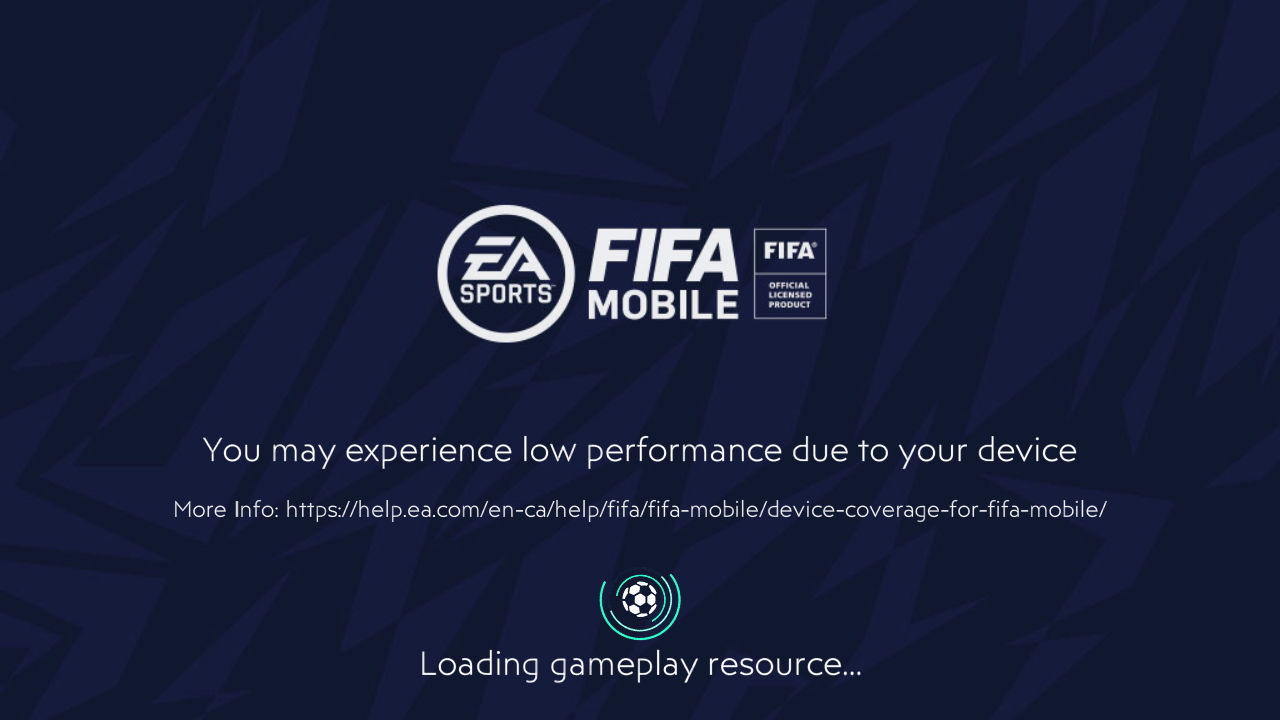 EA
SPORTS™
FIFA
MOBILE
FIFA®
OFFICIAL
LICENSED
PRODUCT
You may experience low performance due to your device
More Info: https://help.ea.com/en-ca/help/fifa/fifa-mobile/device-coverage-for-fifa-mobile/
Loading gameplay resource...